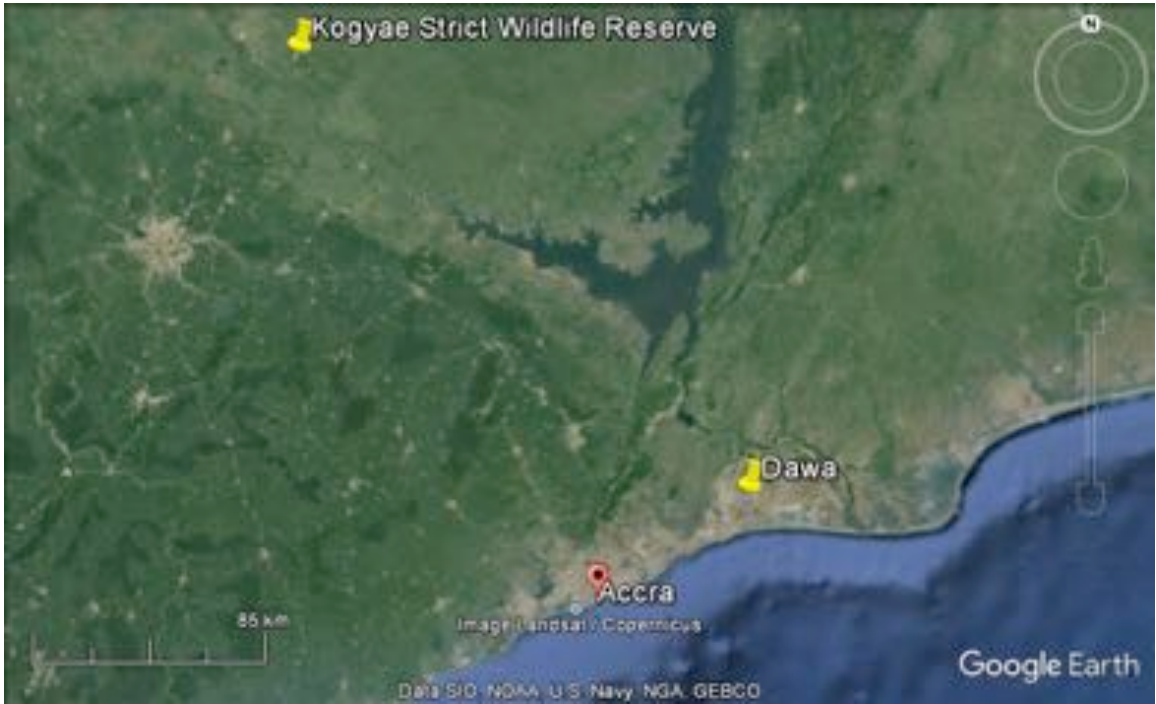 Kogyae Strict Wildlife Reserve
N
Dawa
Accra
85 km
Image Landsat / Copernicus
Google Earth
Data SIO, NOAA, U.S. Navy, NGA, GEBCO